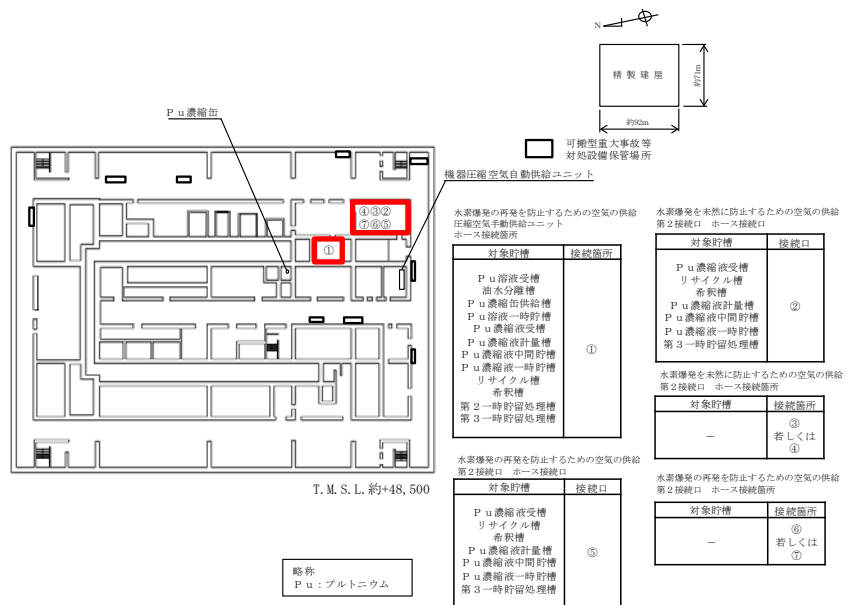 N
精製建屋
約71m
約92m
可搬型重大事故等
対処設備保管場所
Ｐｕ濃縮缶
機器圧縮空気自動供給ユニット
④③②
⑦⑥⑤
①
T.M.S.L.約+48,500
水素爆発の再発を防止するための空気の供給
圧縮空気手動供給ユニット
ホース接続箇所
対象貯槽 接続箇所
Ｐｕ溶液受槽
油水分離槽
Ｐｕ濃縮缶供給槽
Ｐｕ溶液一時貯槽
Ｐｕ濃縮液受槽
Ｐｕ濃縮液計量槽
Ｐｕ濃縮液中間貯槽
Ｐｕ濃縮液一時貯槽
リサイクル槽
希釈槽
第２一時貯留処理槽
第３一時貯留処理槽
①
水素爆発の再発を防止するための空気の供給
第２接続口　ホース接続口
対象貯槽 接続口
Ｐｕ濃縮液受槽
リサイクル槽
希釈槽
Ｐｕ濃縮液計量槽
Ｐｕ濃縮液中間貯槽
Ｐｕ濃縮液一時貯槽
第３一時貯留処理槽
⑤
水素爆発を未然に防止するための空気の供給
第２接続口　ホース接続口
対象貯槽 接続口
Ｐｕ濃縮液受槽
リサイクル槽
希釈槽
Ｐｕ濃縮液計量槽
Ｐｕ濃縮液中間貯槽
Ｐｕ濃縮液一時貯槽
第３一時貯留処理槽
②
水素爆発を未然に防止するための空気の供給
第２接続口　ホース接続箇所
対象貯槽 接続箇所
－
③
若しくは
④
水素爆発の再発を防止するための空気の供給
第２接続口　ホース接続箇所
対象貯槽 接続箇所
－
⑥
若しくは
⑦
略称
Ｐｕ：プルトニウム